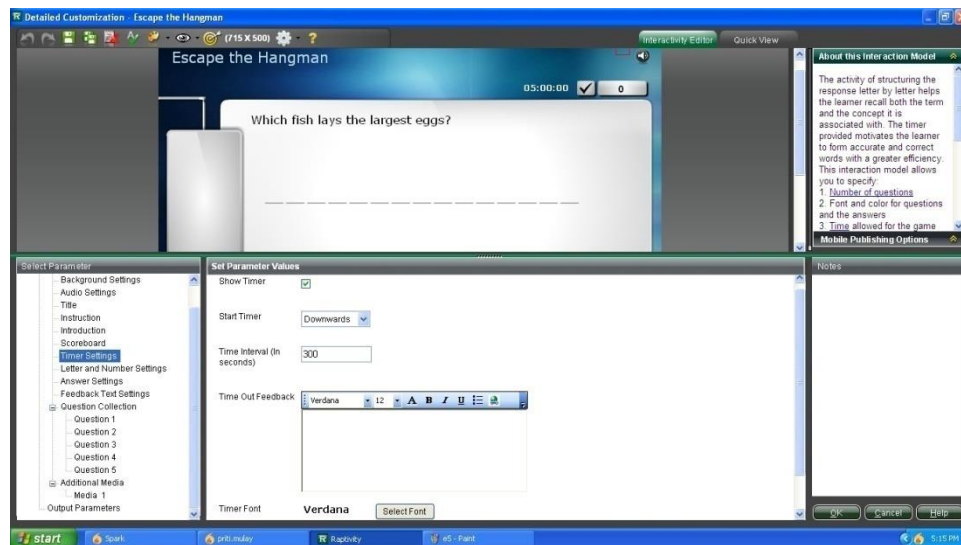 Detailed Customization - Escape the Hangman
(715 X 500)
?
Interactivity Editor
Quick View
Escape the Hangman
05:00:00
0
Which fish lays the largest eggs?
About this Interaction Model
The activity of structuring the
response letter by letter helps
the learner recall both the term
and the concept it is
associated with. The timer
provided motivates the learner
to form accurate and correct
words with a greater efficiency.
This interaction model allows
you to specify:
1. Number of questions
2. Font and color for questions
and the answers
3. Time allowed for the game
Mobile Publishing Options
Select Parameter
Background Settings
Audio Settings
Title
Instruction
Introduction
Scoreboard
Timer Settings
Letter and Number Settings
Answer Settings
Feedback Text Settings
Question Collection
Question 1
Question 2
Question 3
Question 4
Question 5
Additional Media
Media 1
Output Parameters
Set Parameter Values
Show Timer
Start Timer
Downwards
Time Interval (In
seconds)
300
Time Out Feedback
Verdana
12
A B I U
Timer Font
Verdana
Select Font
Notes
OK
Cancel
Help
start
Spark
priti.mulay
Raptivity
e5 - Paint
5:15 PM